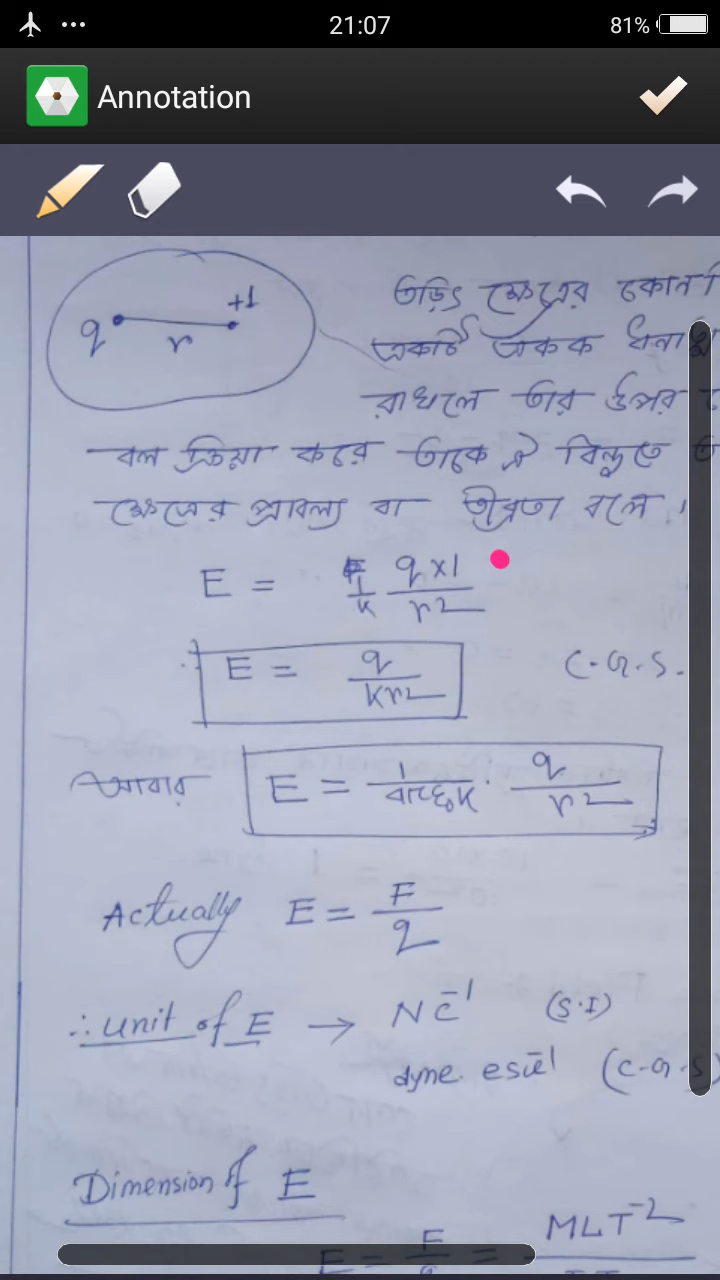 21:07
81%
Annotation
q r +1
তড়িৎ ক্ষেত্রের কোন
একটি একক
রাখলে তার উপর
বল ক্রিয়া করে তাকে ঐ বিন্দুতে
ক্ষেত্রের প্রাবল্য বা তীব্রতা বলে।
E = 1/k q×1/r²
∴ E = q/kr² C.G.S.
আবার E = 1/4πε₀k · q/r²
Actually E = F/q
∴ unit of E → NC⁻¹ (S.I)
dyne. esu⁻¹ (C.G.S)
Dimension of E
E = F/ = MLT⁻²/